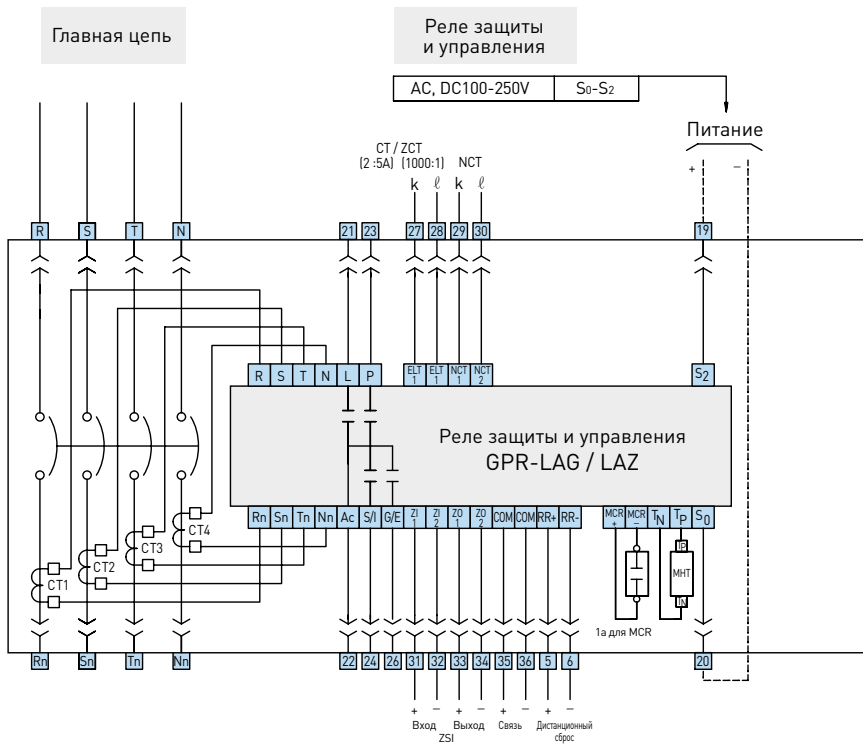 Главная цепь
Реле защиты
и управления
AC, DC100-250V S0-S2
Питание
+ −
CT / ZCT
(2 :5A) (1000:1) NCT
k ℓ k ℓ
R S T N 21 23 27 28 29 30 19
R S T N L P ELT 1 ELT 1 NCT 1 NCT 2 S2
Реле защиты и управления
GPR-LAG / LAZ
Rn Sn Tn Nn Ac S/I G/E ZI 1 ZI 2 ZO 1 ZO 2 COM COM RR+ RR- MCR + MCR − TN TP S0
CT1 CT2 CT3 CT4
TP
МНТ
TN
1a для MCR
Rn Sn Tn Nn 22 24 26 31 32 33 34 35 36 5 6 20
+ − + − + − + −
Вход Выход Связь Дистанционный
сброс
ZSI